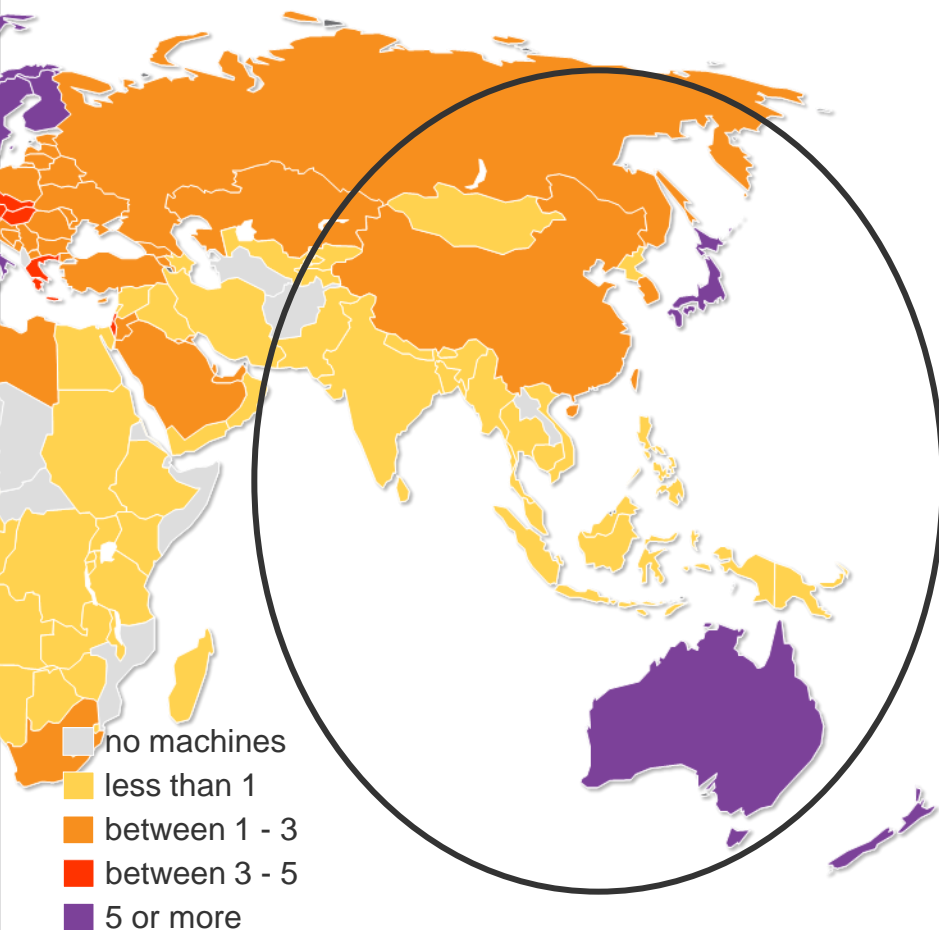 no machines
less than 1
between 1 - 3
between 3 - 5
5 or more